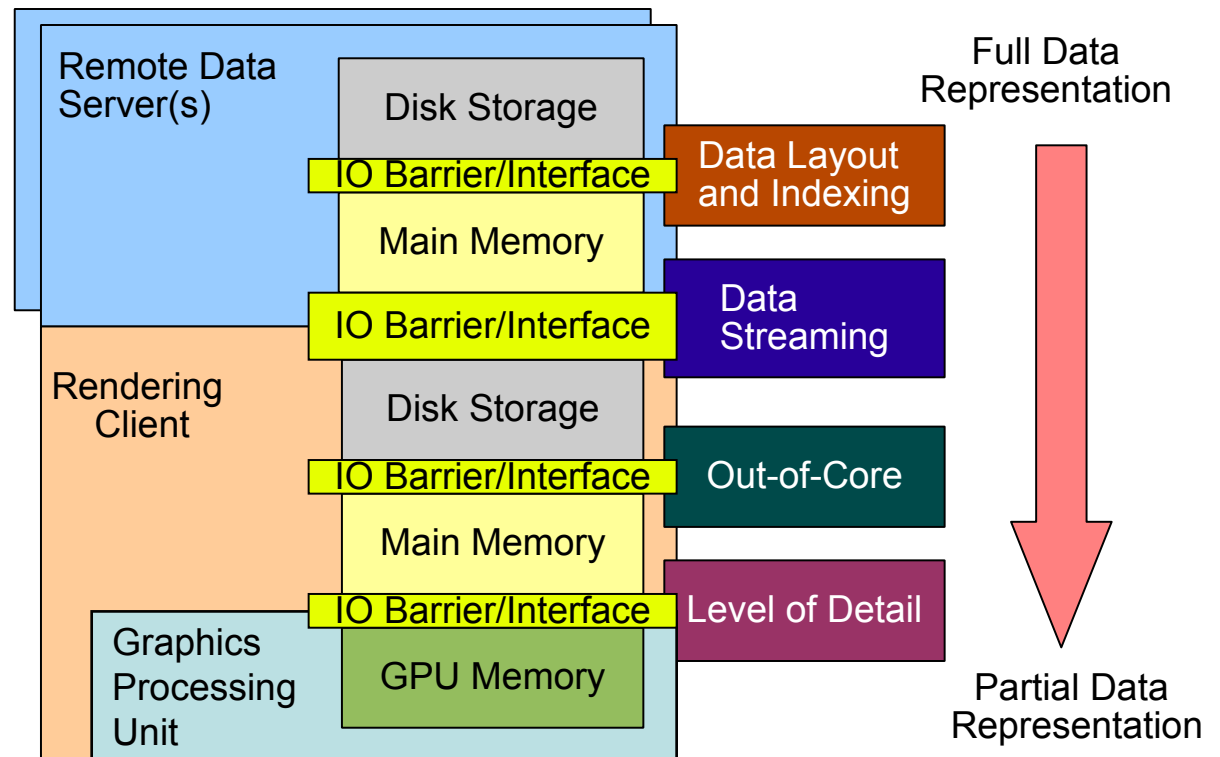 Remote Data
Server(s)
Disk Storage
IO Barrier/Interface
Main Memory
IO Barrier/Interface
Rendering
Client
Disk Storage
IO Barrier/Interface
Main Memory
IO Barrier/Interface
Graphics
Processing
Unit
GPU Memory
Data Layout
and Indexing
Data
Streaming
Out-of-Core
Level of Detail
Full Data
Representation
Partial Data
Representation